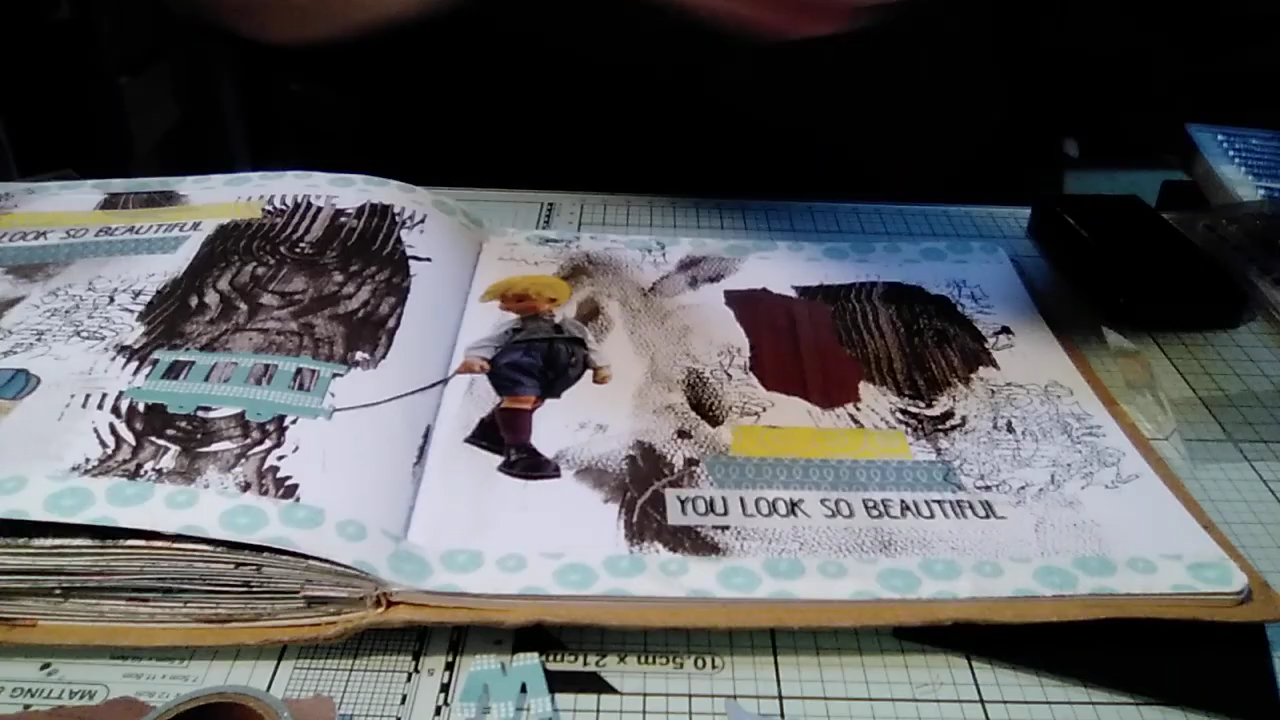 LOOK SO BEAUTIFUL
YOU LOOK SO BEAUTIFUL
10,5cm x 21cm
MATTING &
M